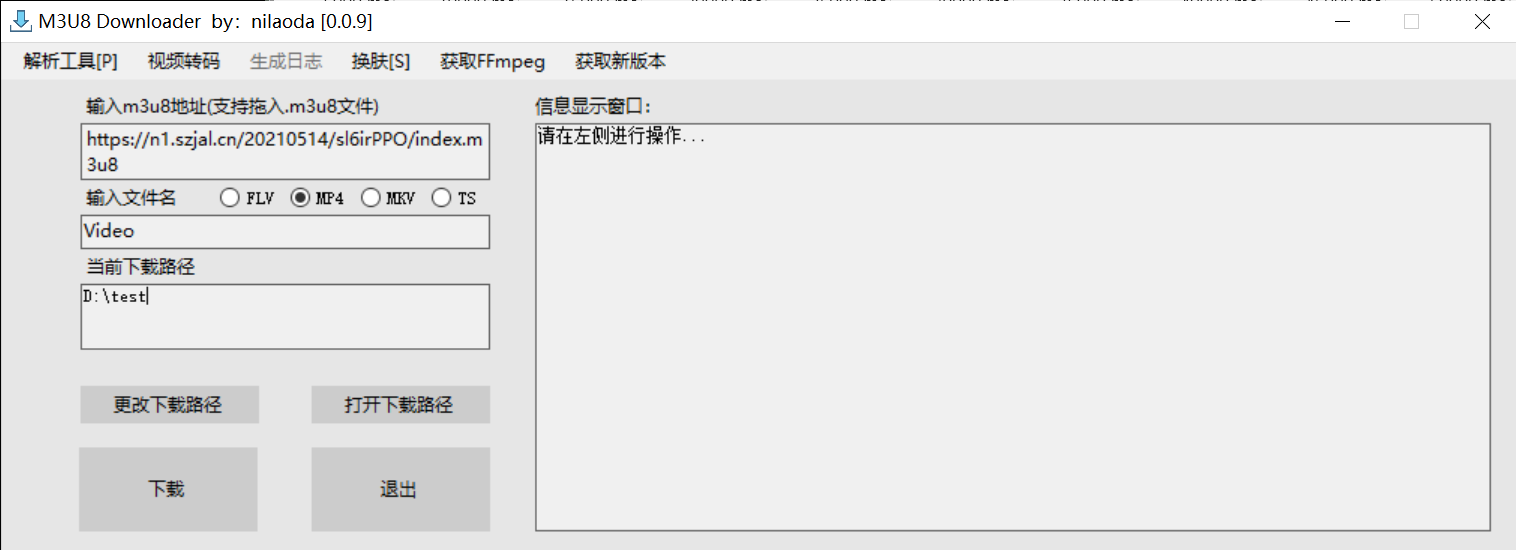 M3U8 Downloader by: nilaoda [0.0.9]
解析工具[P] 视频转码 生成日志 换肤[S] 获取FFmpeg 获取新版本
输入m3u8地址(支持拖入.m3u8文件)
https://n1.szjal.cn/20210514/sl6irPPO/index.m
3u8
输入文件名 FLV MP4 MKV TS
Video
当前下载路径
D:\test
更改下载路径 打开下载路径
下载 退出
信息显示窗口：
请在左侧进行操作...